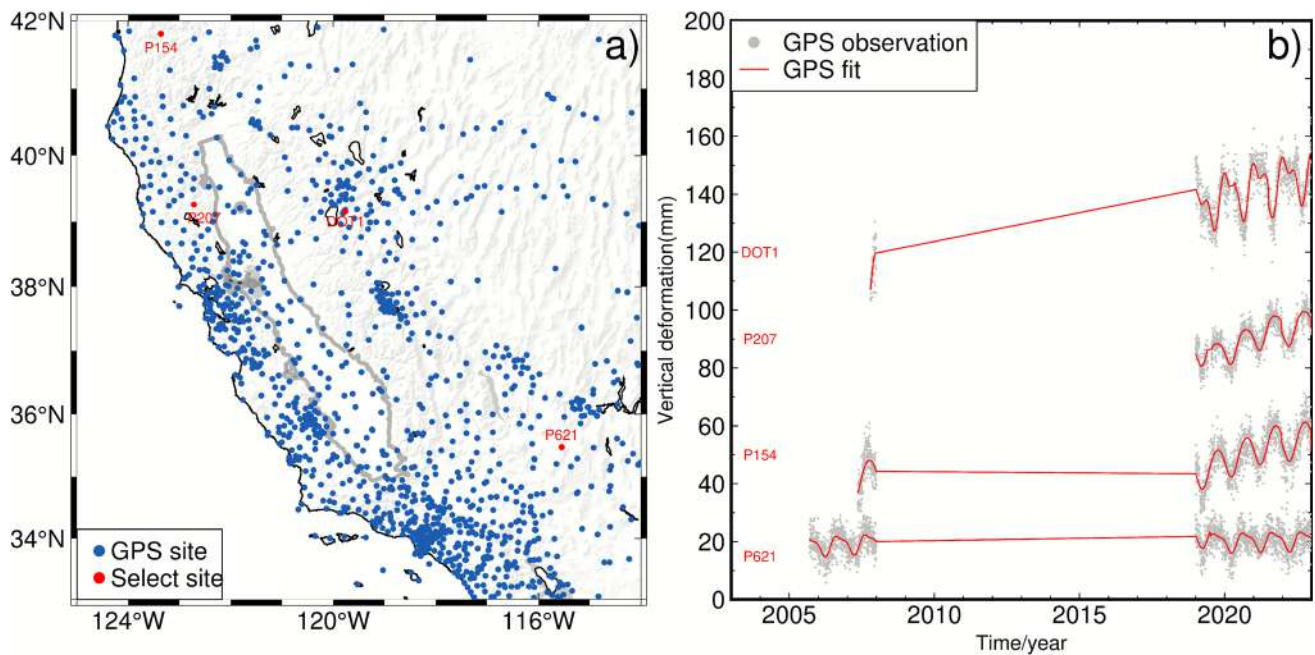 42°N
40°N
38°N
36°N
34°N
124°W
120°W
116°W
a)
P154
P207
DOT1
P621
GPS site
Select site
200
180
160
140
120
100
80
60
40
20
0
Vertical deformation(mm)
GPS observation
GPS fit
b)
DOT1
P207
P154
P621
2005
2010
2015
2020
Time/year